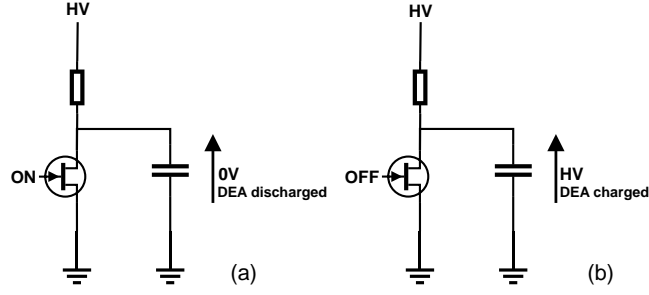 HV
ON
0V
DEA discharged
(a)
HV
OFF
HV
DEA charged
(b)